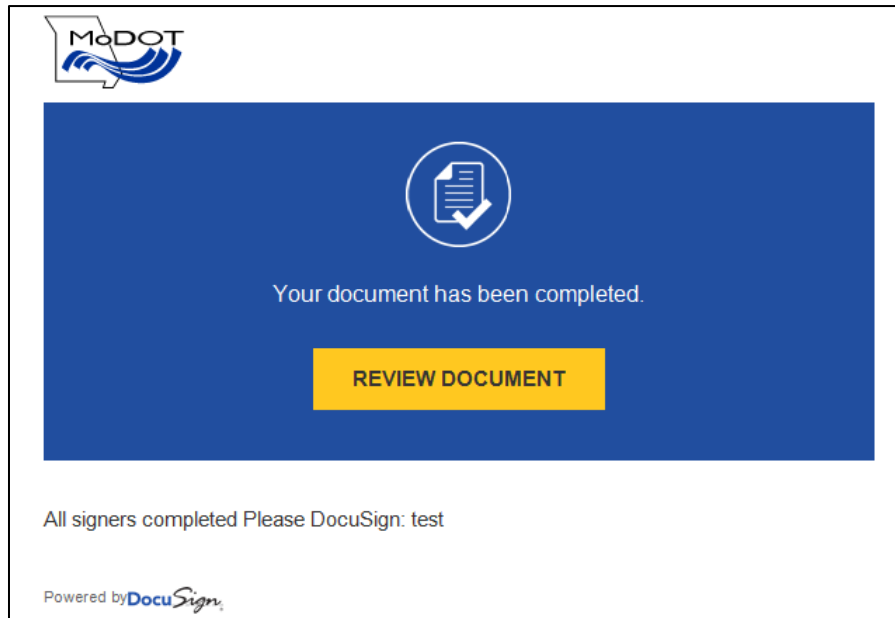 MoDOT
Your document has been completed.
REVIEW DOCUMENT
All signers completed Please DocuSign: test
Powered by DocuSign